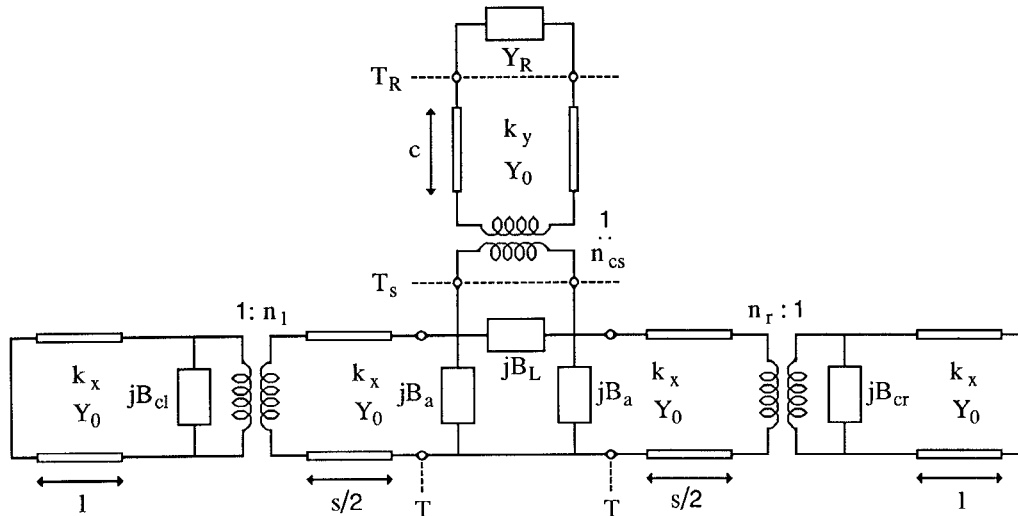 Y_R
T_R
c
k_y
Y_0
1
:
n_cs
T_s
1: n_l
n_r : 1
k_x
Y_0
jB_cl
k_x
Y_0
jB_a
jB_L
jB_a
k_x
Y_0
jB_cr
k_x
Y_0
l
s/2
T
T
s/2
l